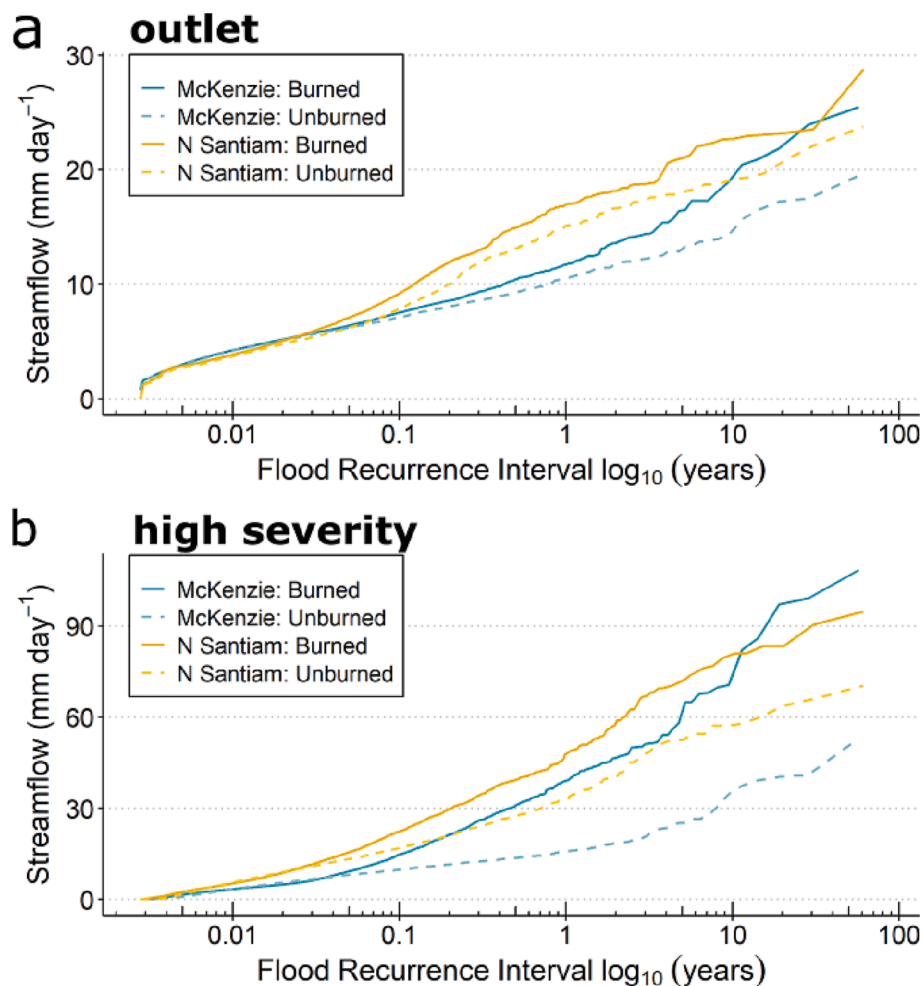 a outlet
30
20
10
0
Streamflow (mm day⁻¹)
McKenzie: Burned
McKenzie: Unburned
N Santiam: Burned
N Santiam: Unburned
0.01 0.1 1 10 100
Flood Recurrence Interval log₁₀ (years)
b high severity
90
60
30
0
Streamflow (mm day⁻¹)
McKenzie: Burned
McKenzie: Unburned
N Santiam: Burned
N Santiam: Unburned
0.01 0.1 1 10 100
Flood Recurrence Interval log₁₀ (years)